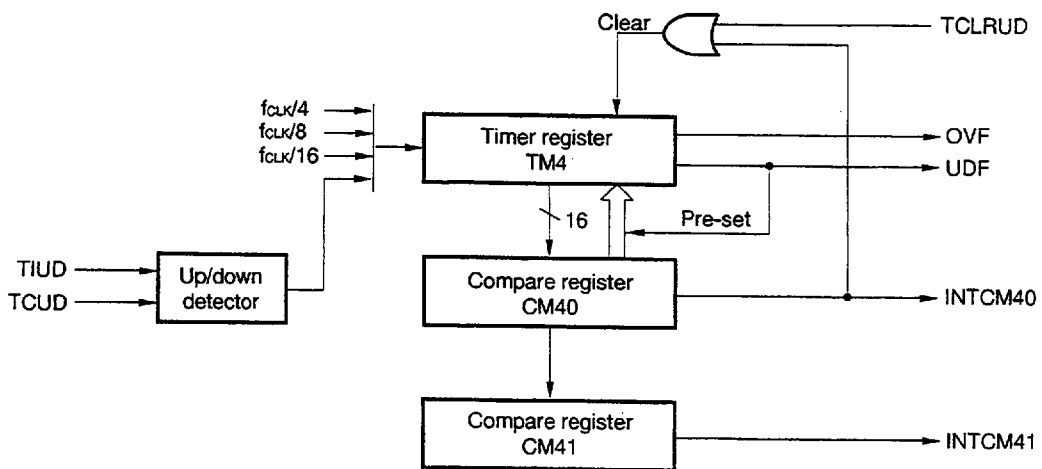 Clear
TCLRUD
fCLK/4
fCLK/8
fCLK/16
Timer register
TM4
OVF
UDF
16
Pre-set
TIUD
TCUD
Up/down
detector
Compare register
CM40
INTCM40
Compare register
CM41
INTCM41